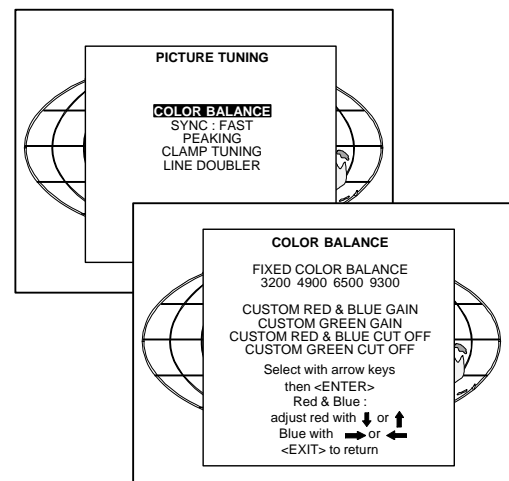 PICTURE TUNING
COLOR BALANCE
SYNC : FAST
PEAKING
CLAMP TUNING
LINE DOUBLER
COLOR BALANCE
FIXED COLOR BALANCE
3200 4900 6500 9300
CUSTOM RED & BLUE GAIN
CUSTOM GREEN GAIN
CUSTOM RED & BLUE CUT OFF
CUSTOM GREEN CUT OFF
Select with arrow keys
then <ENTER>
Red & Blue :
adjust red with ⬇ or ⬆
Blue with ➡ or ⬅
<EXIT> to return